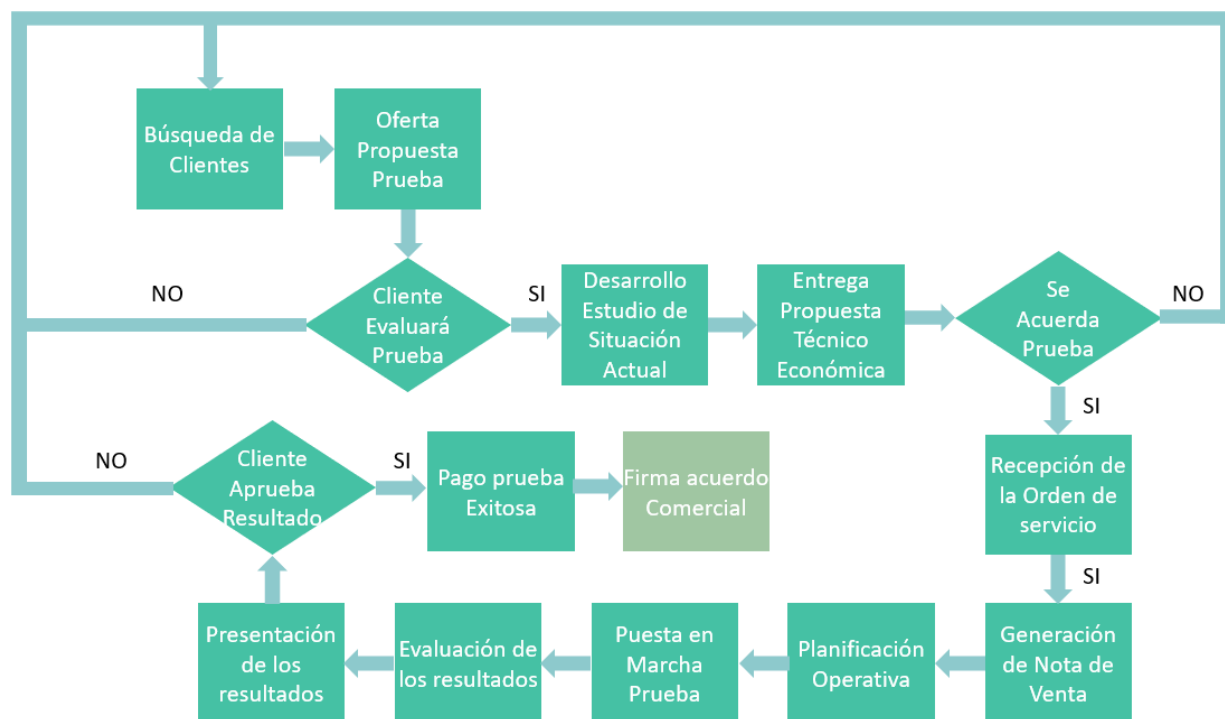 Búsqueda de
Clientes
Oferta
Propuesta
Prueba
NO
Cliente
Evaluará
Prueba
SI
Desarrollo
Estudio de
Situación
Actual
Entrega
Propuesta
Técnico
Económica
Se
Acuerda
Prueba
NO
SI
NO
Cliente
Aprueba
Resultado
SI
Pago prueba
Exitosa
Firma acuerdo
Comercial
Recepción de
la Orden de
servicio
SI
Presentación
de los
resultados
Evaluación de
los resultados
Puesta en
Marcha
Prueba
Planificación
Operativa
Generación
de Nota de
Venta